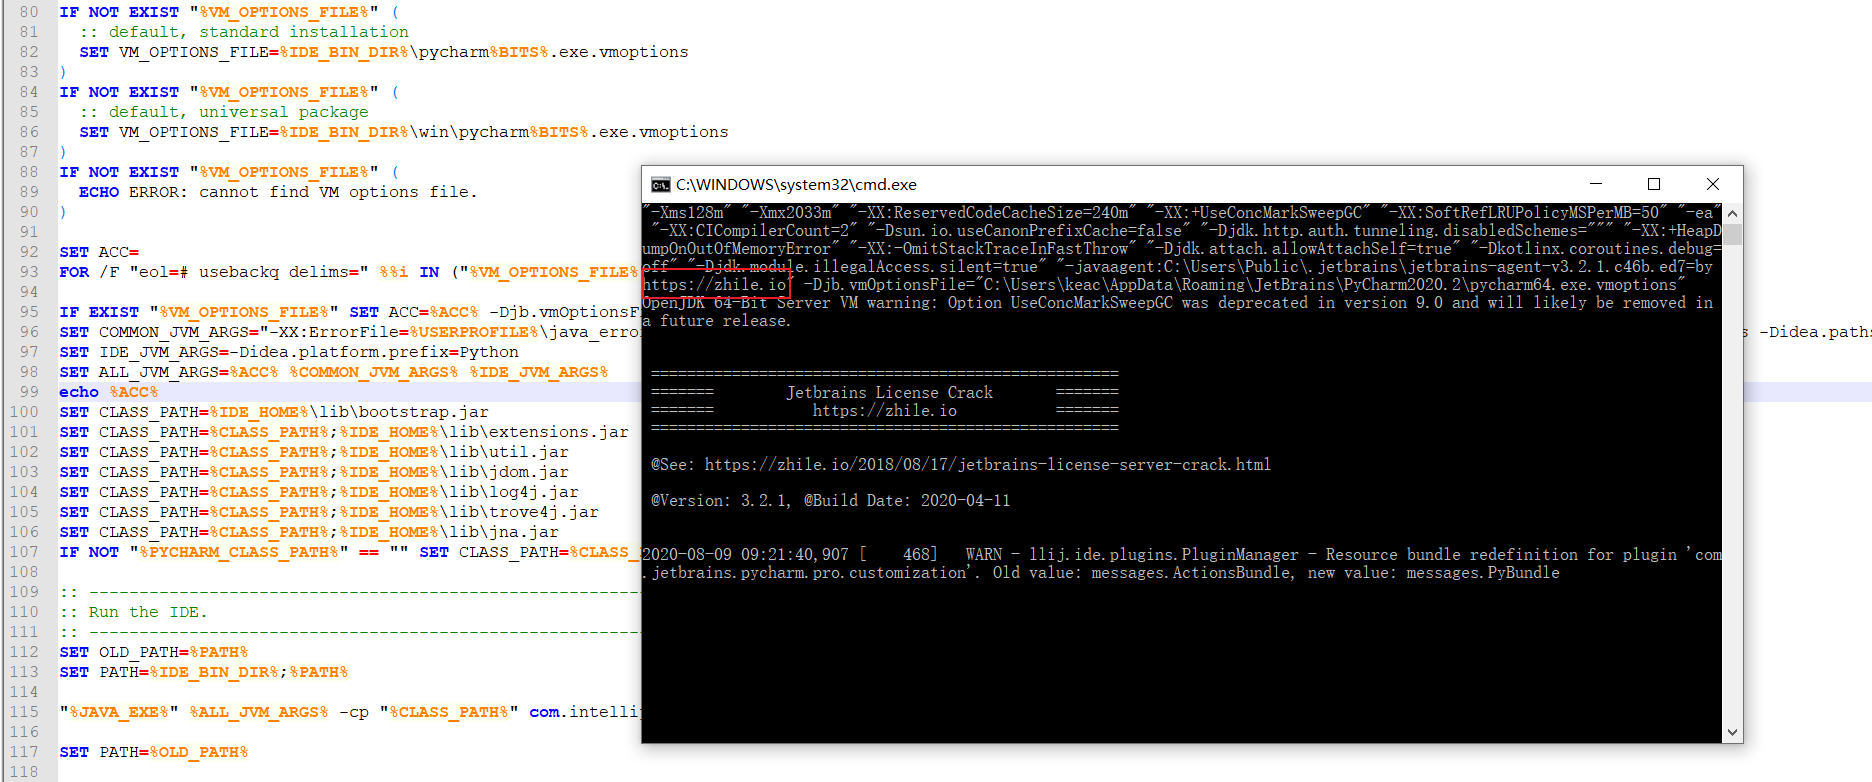 80 IF NOT EXIST "%VM_OPTIONS_FILE%" (
81 :: default, standard installation
82 SET VM_OPTIONS_FILE=%IDE_BIN_DIR%\pycharm%BITS%.exe.vmoptions
83 )
84 IF NOT EXIST "%VM_OPTIONS_FILE%" (
85 :: default, universal package
86 SET VM_OPTIONS_FILE=%IDE_BIN_DIR%\win\pycharm%BITS%.exe.vmoptions
87 )
88 IF NOT EXIST "%VM_OPTIONS_FILE%" (
89 ECHO ERROR: cannot find VM options file.
90 )
91
92 SET ACC=
93 FOR /F "eol=# usebackq delims=" %%i IN ("%VM_OPTIONS_FILE%
94
95 IF EXIST "%VM_OPTIONS_FILE%" SET ACC=%ACC% -Djb.vmOptionsF
96 SET COMMON_JVM_ARGS="-XX:ErrorFile=%USERPROFILE%\java_erro s -Didea.paths
97 SET IDE_JVM_ARGS=-Didea.platform.prefix=Python
98 SET ALL_JVM_ARGS=%ACC% %COMMON_JVM_ARGS% %IDE_JVM_ARGS%
99 echo %ACC%
100 SET CLASS_PATH=%IDE_HOME%\lib\bootstrap.jar
101 SET CLASS_PATH=%CLASS_PATH%;%IDE_HOME%\lib\extensions.jar
102 SET CLASS_PATH=%CLASS_PATH%;%IDE_HOME%\lib\util.jar
103 SET CLASS_PATH=%CLASS_PATH%;%IDE_HOME%\lib\jdom.jar
104 SET CLASS_PATH=%CLASS_PATH%;%IDE_HOME%\lib\log4j.jar
105 SET CLASS_PATH=%CLASS_PATH%;%IDE_HOME%\lib\trove4j.jar
106 SET CLASS_PATH=%CLASS_PATH%;%IDE_HOME%\lib\jna.jar
107 IF NOT "%PYCHARM_CLASS_PATH%" == "" SET CLASS_PATH=%CLASS_
108
109 :: --------------------------------------------------------
110 :: Run the IDE.
111 :: --------------------------------------------------------
112 SET OLD_PATH=%PATH%
113 SET PATH=%IDE_BIN_DIR%;%PATH%
114
115 "%JAVA_EXE%" %ALL_JVM_ARGS% -cp "%CLASS_PATH%" com.intellij
116
117 SET PATH=%OLD_PATH%
118
C:\WINDOWS\system32\cmd.exe
"-Xms128m" "-Xmx2033m" "-XX:ReservedCodeCacheSize=240m" "-XX:+UseConcMarkSweepGC" "-XX:SoftRefLRUPolicyMSPerMB=50" "-ea"
"-XX:CICompilerCount=2" "-Dsun.io.useCanonPrefixCache=false" "-Djdk.http.auth.tunneling.disabledSchemes=""" "-XX:+HeapD
umpOnOutOfMemoryError" "-XX:-OmitStackTraceInFastThrow" "-Djdk.attach.allowAttachSelf=true" "-Dkotlinx.coroutines.debug=
off" "-Djdk.module.illegalAccess.silent=true" "-javaagent:C:\Users\Public\.jetbrains\jetbrains-agent-v3.2.1.c46b.ed7=by
https://zhile.io" -Djb.vmOptionsFile="C:\Users\keac\AppData\Roaming\JetBrains\PyCharm2020.2\pycharm64.exe.vmoptions"
OpenJDK 64-Bit Server VM warning: Option UseConcMarkSweepGC was deprecated in version 9.0 and will likely be removed in
a future release.
====================================================
======= Jetbrains License Crack =======
======= https://zhile.io =======
====================================================
@See: https://zhile.io/2018/08/17/jetbrains-license-server-crack.html
@Version: 3.2.1, @Build Date: 2020-04-11
2020-08-09 09:21:40,907 [ 468] WARN - llij.ide.plugins.PluginManager - Resource bundle redefinition for plugin 'com
.jetbrains.pycharm.pro.customization'. Old value: messages.ActionsBundle, new value: messages.PyBundle